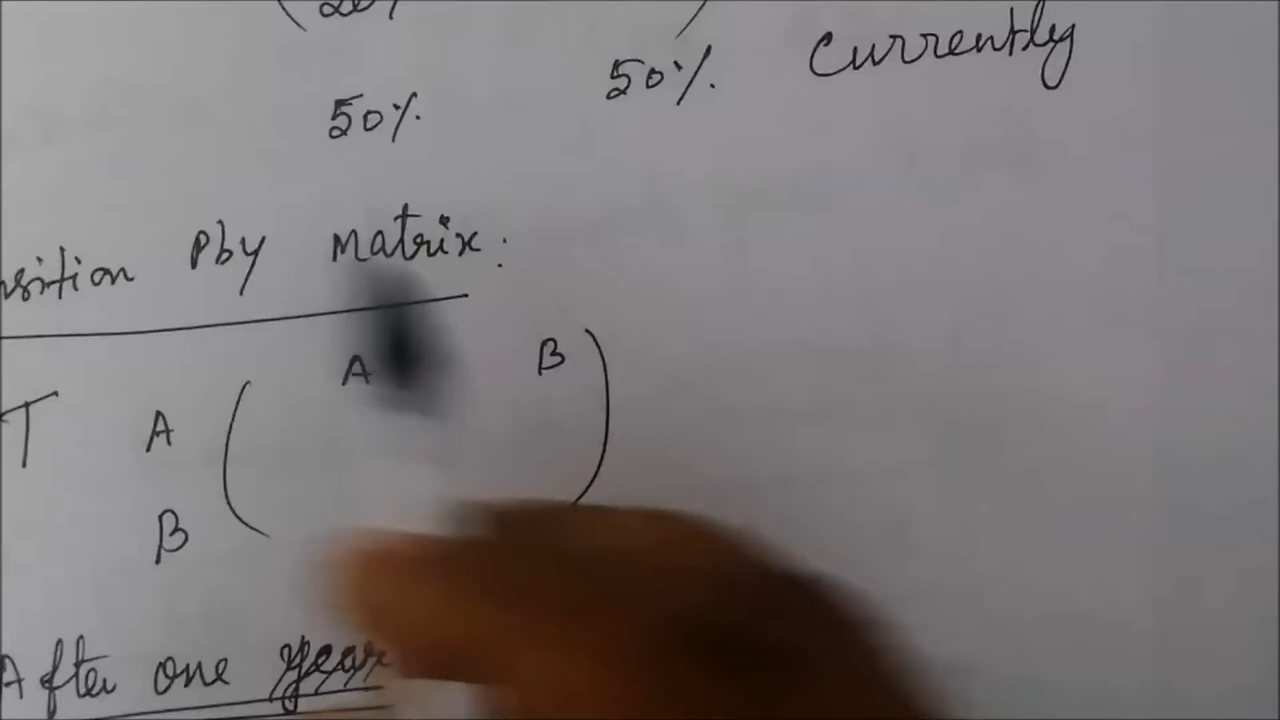 50% 50% Currently
Pby Matrix:
A B
T A
B
After one year